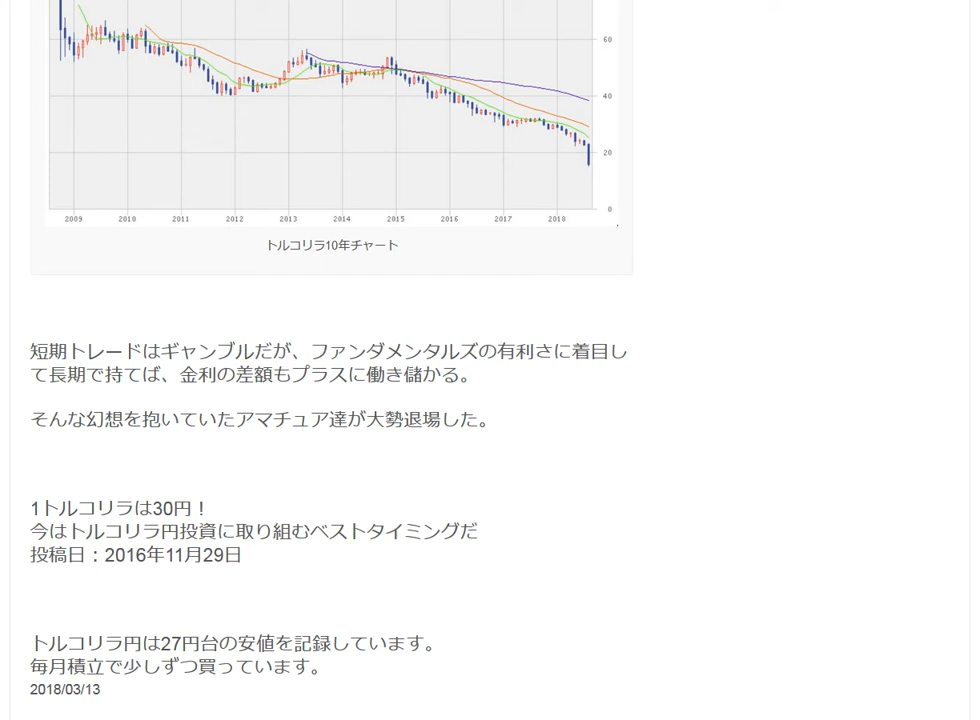 60
40
20
0
2009 2010 2011 2012 2013 2014 2015 2016 2017 2018
トルコリラ10年チャート
短期トレードはギャンブルだが、ファンダメンタルズの有利さに着目し
て長期で持てば、金利の差額もプラスに働き儲かる。
そんな幻想を抱いていたアマチュア達が大勢退場した。
1トルコリラは30円！
今はトルコリラ円投資に取り組むベストタイミングだ
投稿日：2016年11月29日
トルコリラ円は27円台の安値を記録しています。
毎月積立で少しずつ買っています。
2018/03/13